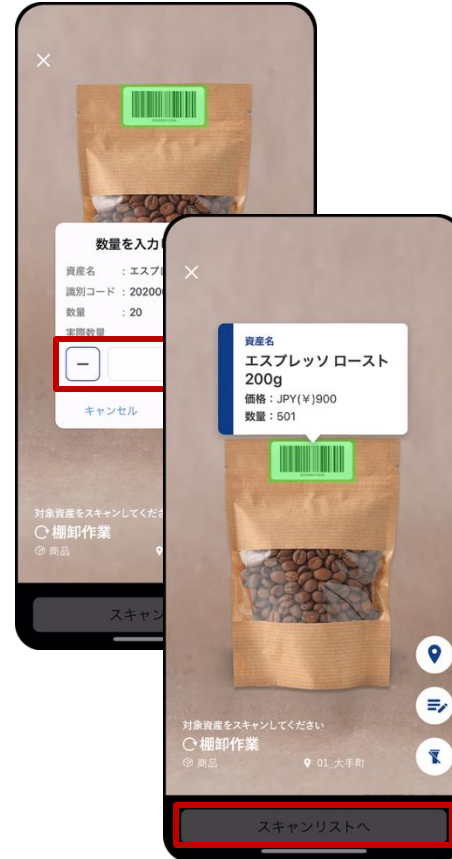 数量を入力
資産名 : エスプレ
識別コード : 20200
数量 : 20
実際数量
キャンセル
対象資産をスキャンしてくださ
棚卸作業
商品
スキャン
資産名
エスプレッソ ロースト
200g
価格：JPY(¥)900
数量：501
対象資産をスキャンしてください
棚卸作業
商品 01_大手町
スキャンリストへ